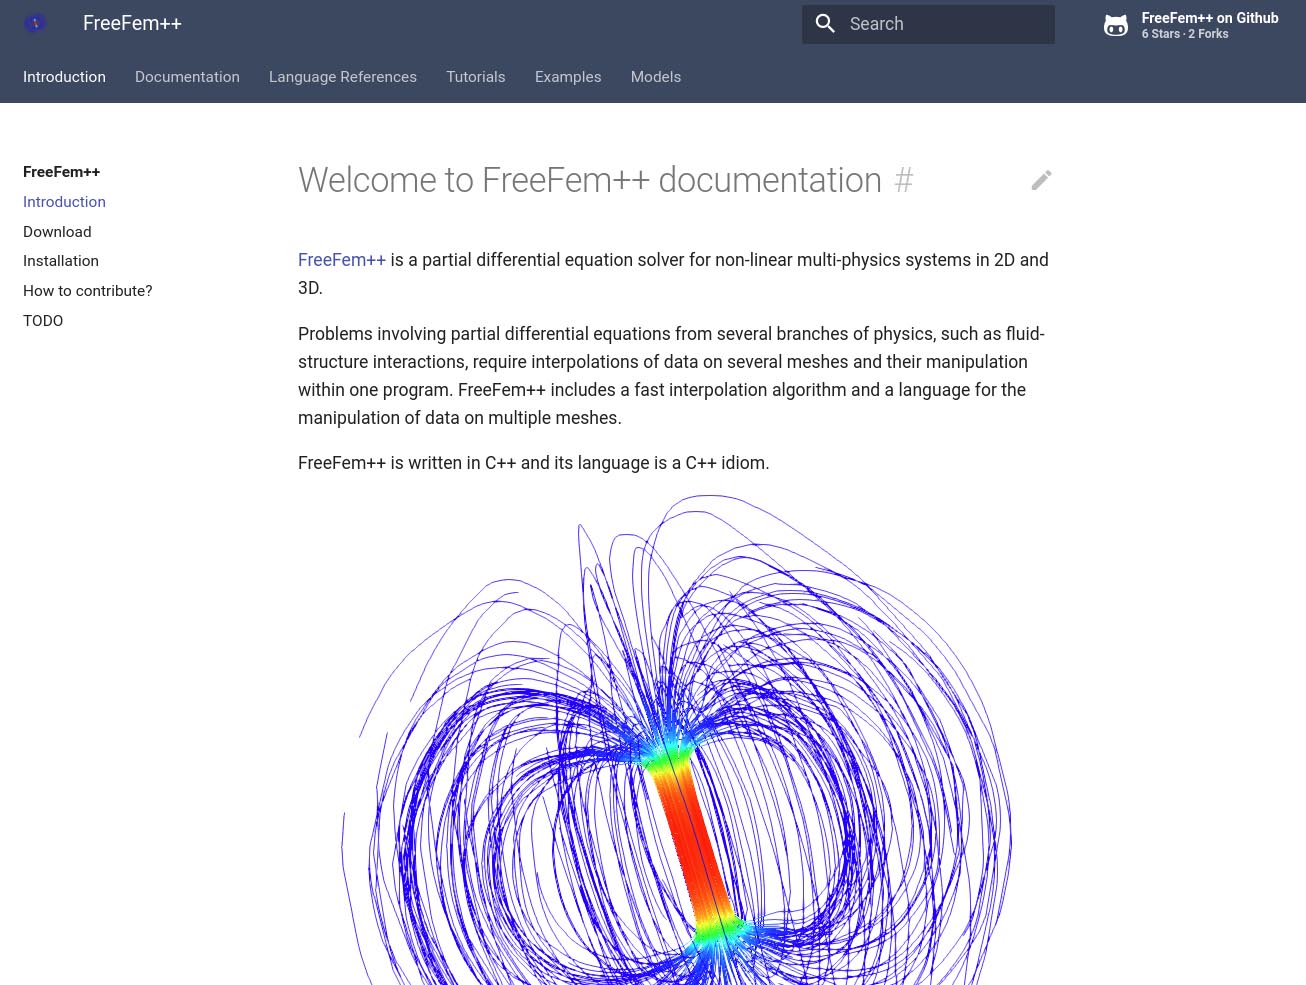 FreeFem++
Search
FreeFem++ on Github
6 Stars · 2 Forks
Introduction
Documentation
Language References
Tutorials
Examples
Models
FreeFem++
Introduction
Download
Installation
How to contribute?
TODO
Welcome to FreeFem++ documentation #
FreeFem++ is a partial differential equation solver for non-linear multi-physics systems in 2D and
3D.
Problems involving partial differential equations from several branches of physics, such as fluid-
structure interactions, require interpolations of data on several meshes and their manipulation
within one program. FreeFem++ includes a fast interpolation algorithm and a language for the
manipulation of data on multiple meshes.
FreeFem++ is written in C++ and its language is a C++ idiom.